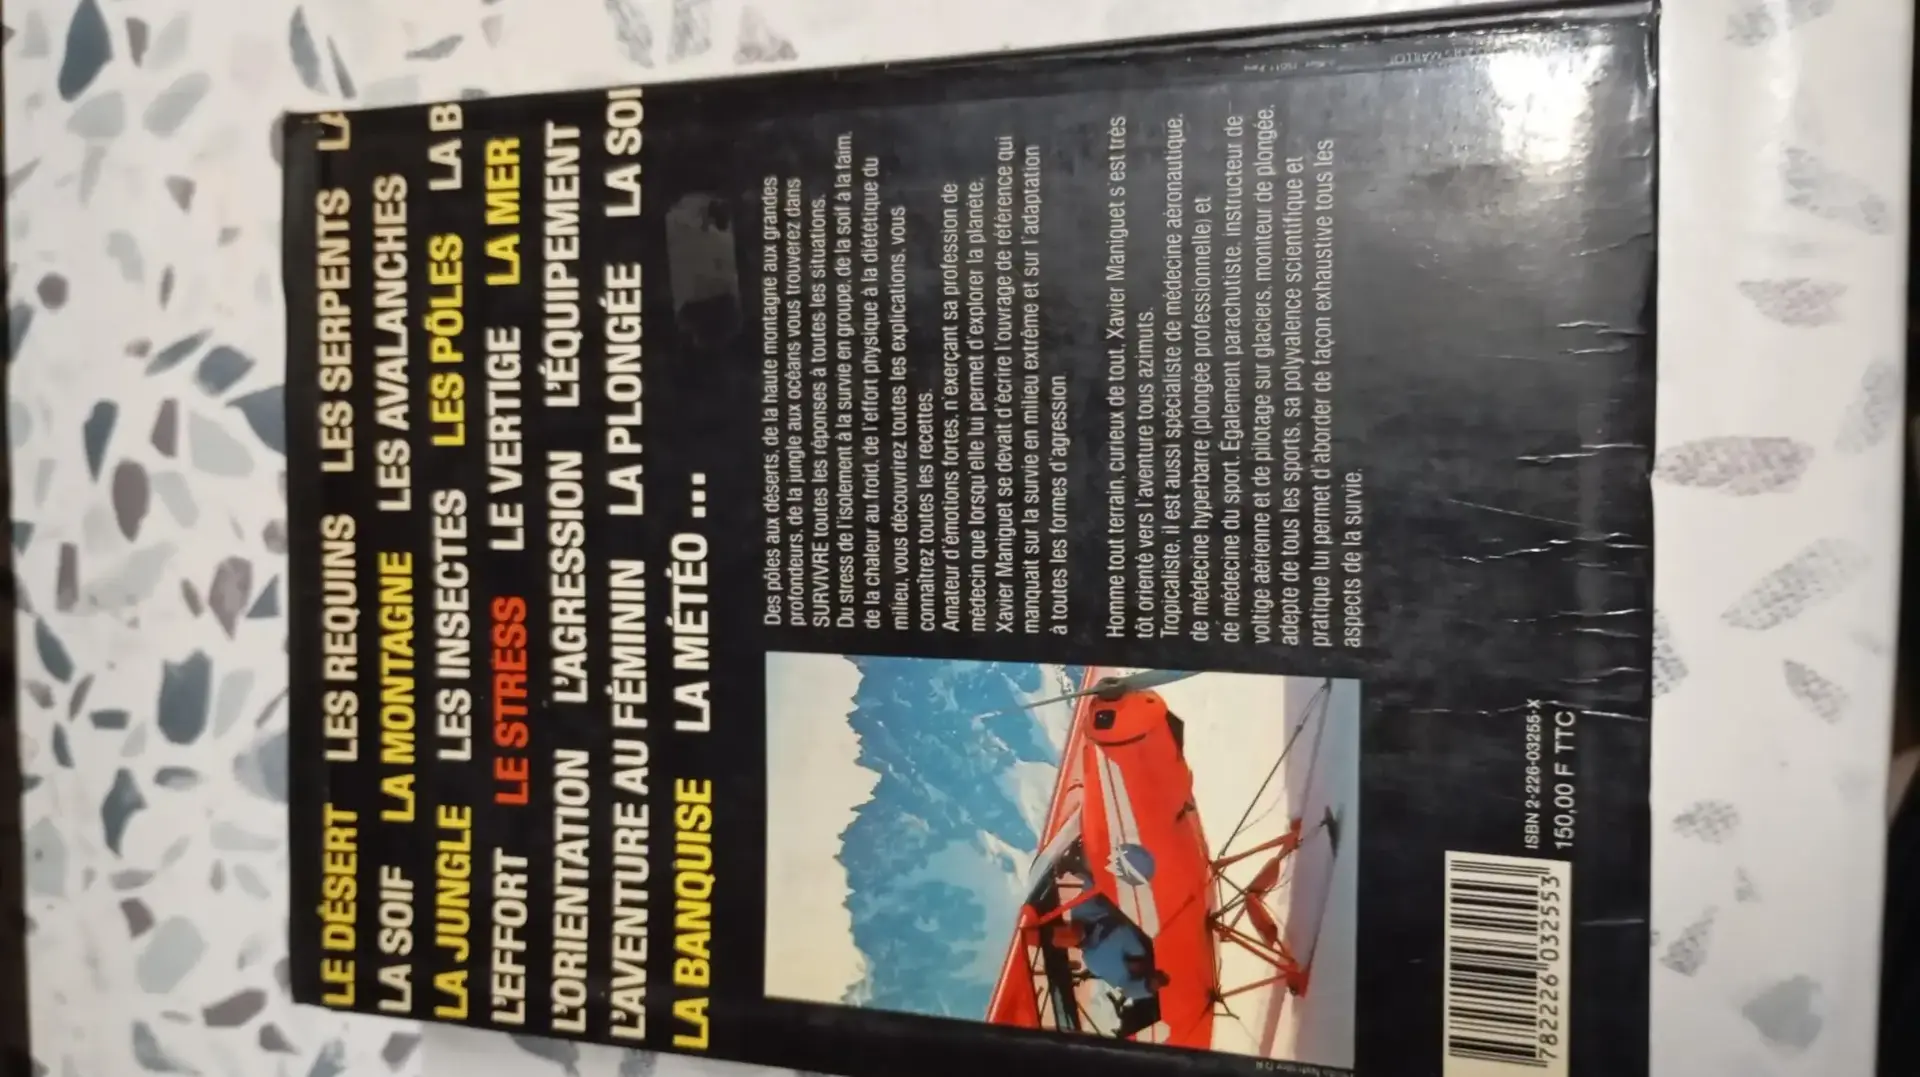 LE DÉSERT LES REQUINS LES SERPENTS LA
LA SOIF LA MONTAGNE LES AVALANCHES
LA JUNGLE LES INSECTES LES PÔLES LA B
L'EFFORT LE STRESS LE VERTIGE LA MER
L'ORIENTATION L'AGRESSION L'ÉQUIPEMENT
L'AVENTURE AU FÉMININ LA PLONGÉE LA SOI
LA BANQUISE LA MÉTÉO ...
Des pôles aux déserts, de la haute montagne aux grandes
profondeurs, de la jungle aux océans vous trouverez dans
SURVIVRE toutes les réponses à toutes les situations.
Du stress de l'isolement à la survie en groupe, de la soif à la faim,
de la chaleur au froid, de l'effort physique à la diététique du
milieu, vous découvrirez toutes les explications, vous
connaîtrez toutes les recettes.
Amateur d'émotions fortes, n'exerçant sa profession de
médecin que lorsqu'elle lui permet d'explorer la planète,
Xavier Maniguet se devait d'écrire l'ouvrage de référence qui
manquait sur la survie en milieu extrême et sur l'adaptation
à toutes les formes d'agression
Homme tout terrain, curieux de tout, Xavier Maniguet s'est très
tôt orienté vers l'aventure tous azimuts.
Tropicaliste, il est aussi spécialiste de médecine aéronautique,
de médecine hyperbarre (plongée professionnelle) et
de médecine du sport. Également parachutiste, instructeur de
voltige aérienne et de pilotage sur glaciers, moniteur de plongée,
adepte de tous les sports, sa polyvalence scientifique et
pratique lui permet d'aborder de façon exhaustive tous les
aspects de la survie.
ISBN 2-226-03255-X
150,00 F TTC
782226 032553